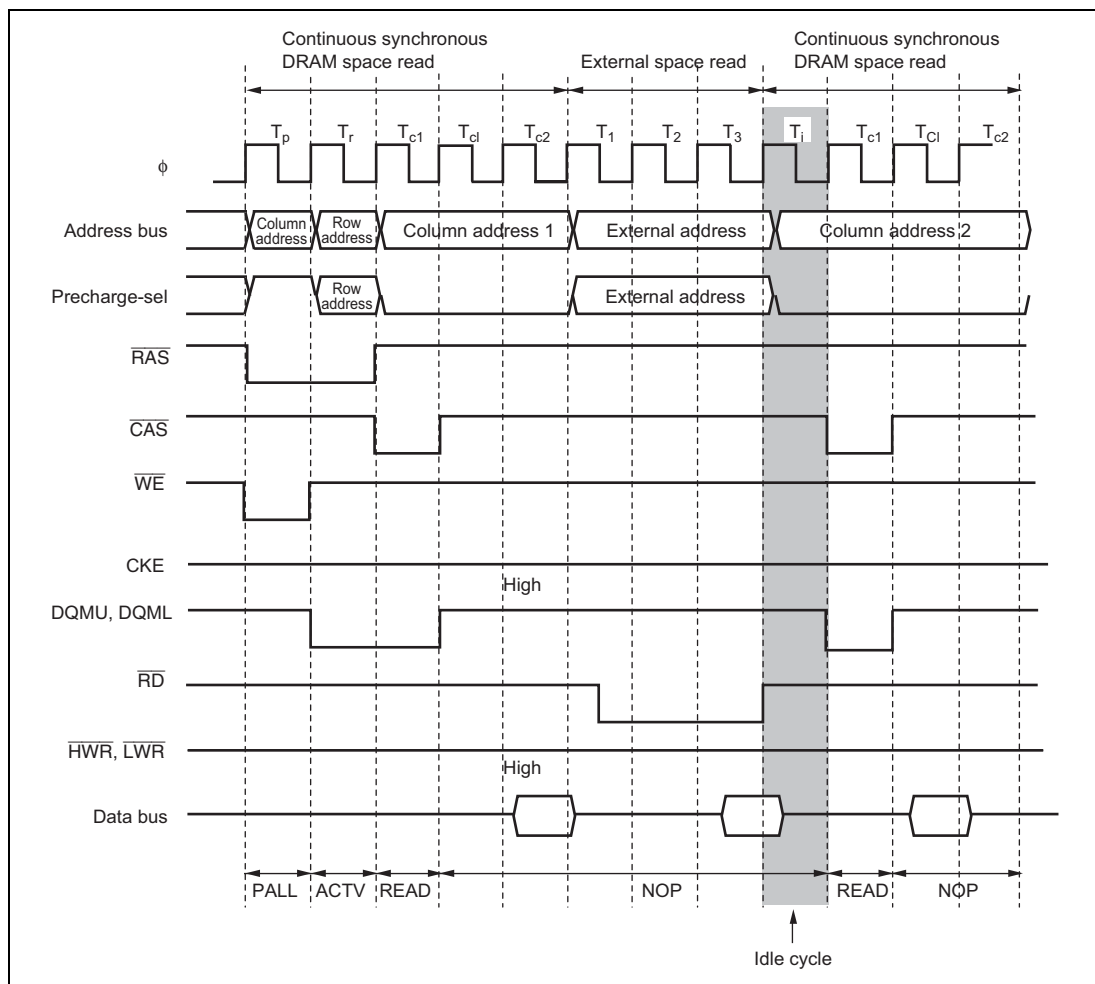 Continuous synchronous
DRAM space read
External space read
Continuous synchronous
DRAM space read
Tp Tr Tc1 Tcl Tc2 T1 T2 T3 Ti Tc1 TCl Tc2
ϕ
Address bus
Column address
Row address
Column address 1
External address
Column address 2
Precharge-sel
Row address
External address
RAS
CAS
WE
CKE
High
DQMU, DQML
RD
HWR, LWR
High
Data bus
PALL ACTV READ NOP READ NOP
Idle cycle